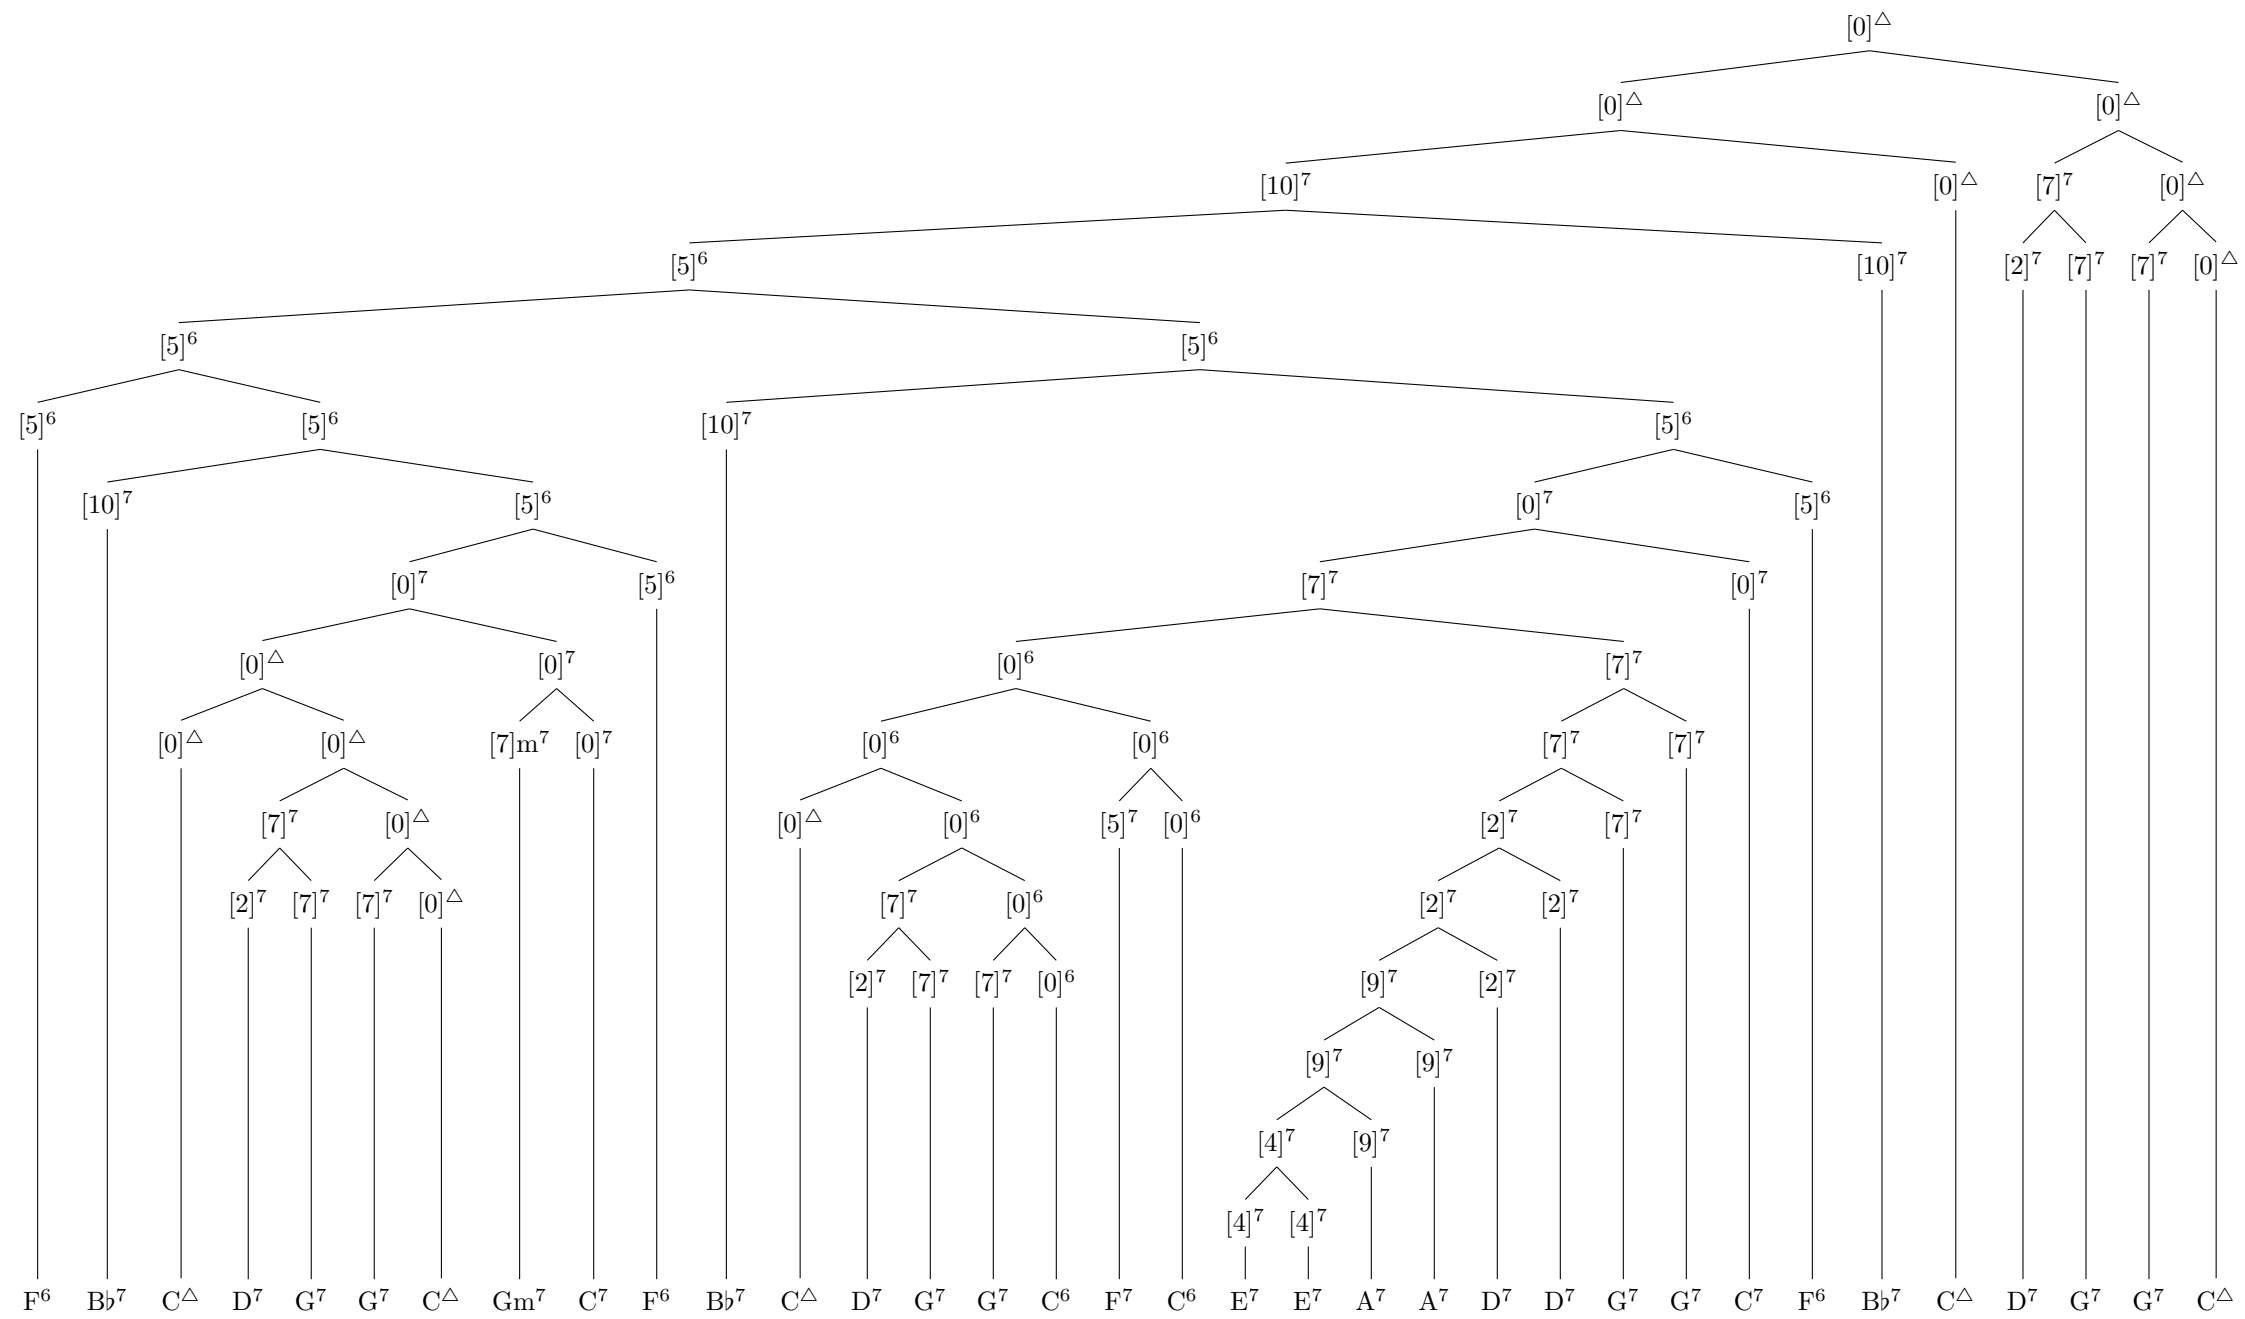 [0]△
[0]△ [0]△
[10]⁷ [0]△ [7]⁷ [0]△
[5]⁶ [10]⁷ [2]⁷ [7]⁷ [7]⁷ [0]△
[5]⁶ [5]⁶
[5]⁶ [5]⁶ [10]⁷ [5]⁶
[10]⁷ [5]⁶ [0]⁷ [5]⁶
[0]⁷ [5]⁶ [7]⁷ [0]⁷
[0]△ [0]⁷ [0]⁶ [7]⁷
[0]△ [0]△ [7]m⁷ [0]⁷ [0]⁶ [0]⁶ [7]⁷ [7]⁷
[7]⁷ [0]△ [0]△ [0]⁶ [5]⁷ [0]⁶ [2]⁷ [7]⁷
[2]⁷ [7]⁷ [7]⁷ [0]△ [7]⁷ [0]⁶ [2]⁷ [2]⁷
[2]⁷ [7]⁷ [7]⁷ [0]⁶ [9]⁷ [2]⁷
[9]⁷ [9]⁷
[4]⁷ [9]⁷
[4]⁷ [4]⁷
F⁶ B♭⁷ C△ D⁷ G⁷ G⁷ C△ Gm⁷ C⁷ F⁶ B♭⁷ C△ D⁷ G⁷ G⁷ C⁶ F⁷ C⁶ E⁷ E⁷ A⁷ A⁷ D⁷ D⁷ G⁷ G⁷ C⁷ F⁶ B♭⁷ C△ D⁷ G⁷ G⁷ C△